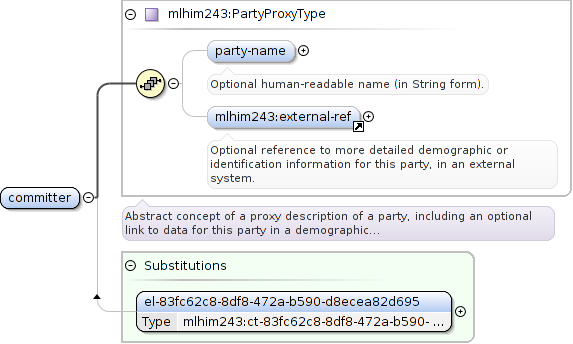 mlhim243:PartyProxyType
party-name
Optional human-readable name (in String form).
mlhim243:external-ref
Optional reference to more detailed demographic or
identification information for this party, in an external
system.
committer
Abstract concept of a proxy description of a party, including an optional
link to data for this party in a demographic...
Substitutions
el-83fc62c8-8df8-472a-b590-d8ecea82d695
Type mlhim243:ct-83fc62c8-8df8-472a-b590- ...